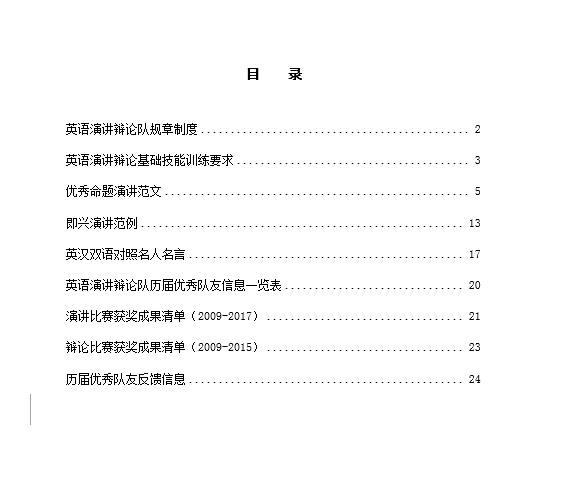 目　录
英语演讲辩论队规章制度............................................. 2
英语演讲辩论基础技能训练要求....................................... 3
优秀命题演讲范文................................................... 5
即兴演讲范例...................................................... 13
英汉双语对照名人名言.............................................. 17
英语演讲辩论队历届优秀队友信息一览表.............................. 20
演讲比赛获奖成果清单（2009-2017）................................. 21
辩论比赛获奖成果清单（2009-2015）................................. 23
历届优秀队友反馈信息.............................................. 24